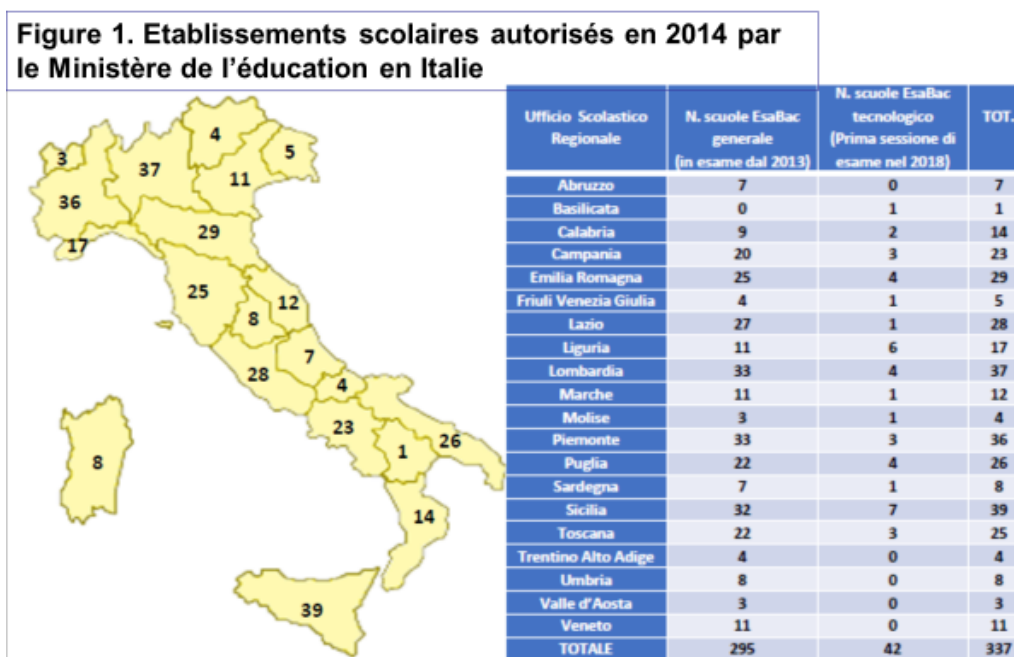 Figure 1. Etablissements scolaires autorisés en 2014 par
le Ministère de l'éducation en Italie
4
3
5
37
11
36
29
17
25
12
8
7
28
4
23
26
1
8
14
39
Ufficio Scolastico Regionale | N. scuole EsaBac generale (in esame dal 2013) | N. scuole EsaBac tecnologico (Prima sessione di esame nel 2018) | TOT.
Abruzzo 7 0 7
Basilicata 0 1 1
Calabria 9 2 14
Campania 20 3 23
Emilia Romagna 25 4 29
Friuli Venezia Giulia 4 1 5
Lazio 27 1 28
Liguria 11 6 17
Lombardia 33 4 37
Marche 11 1 12
Molise 3 1 4
Piemonte 33 3 36
Puglia 22 4 26
Sardegna 7 1 8
Sicilia 32 7 39
Toscana 22 3 25
Trentino Alto Adige 4 0 4
Umbria 8 0 8
Valle d'Aosta 3 0 3
Veneto 11 0 11
TOTALE 295 42 337